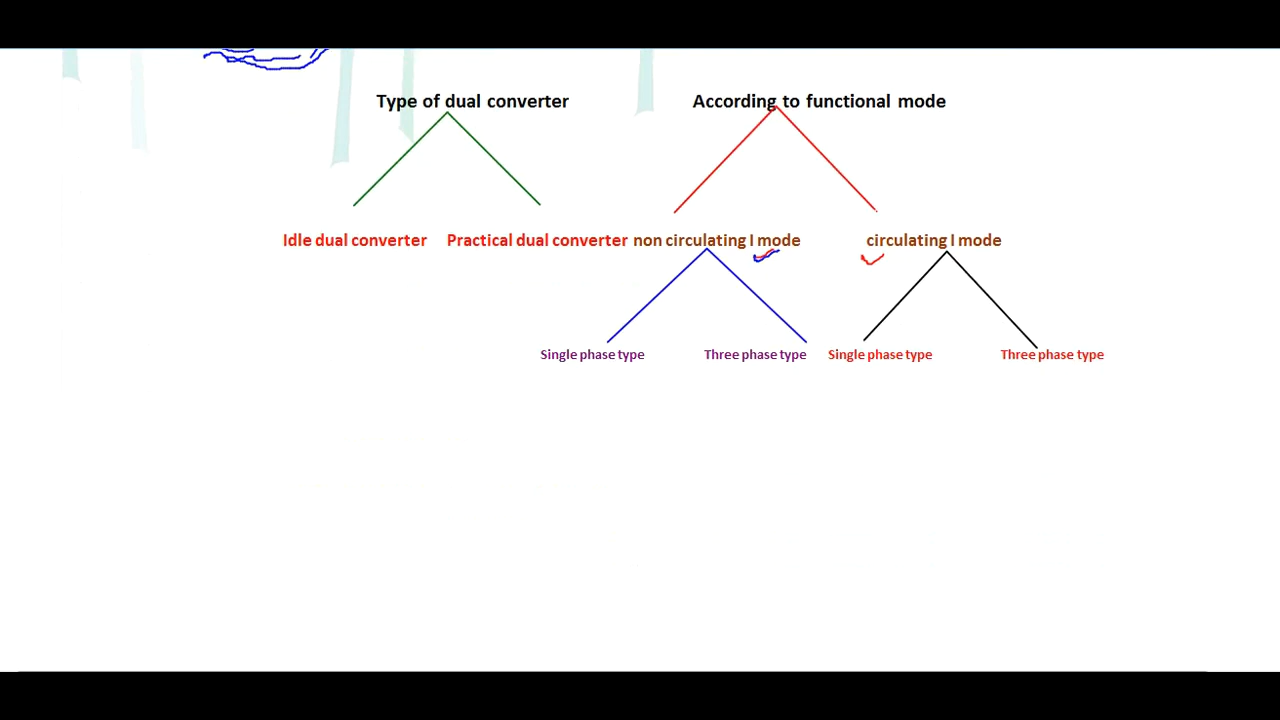 Type of dual converter
According to functional mode
Idle dual converter
Practical dual converter
non circulating I mode
circulating I mode
Single phase type
Three phase type
Single phase type
Three phase type